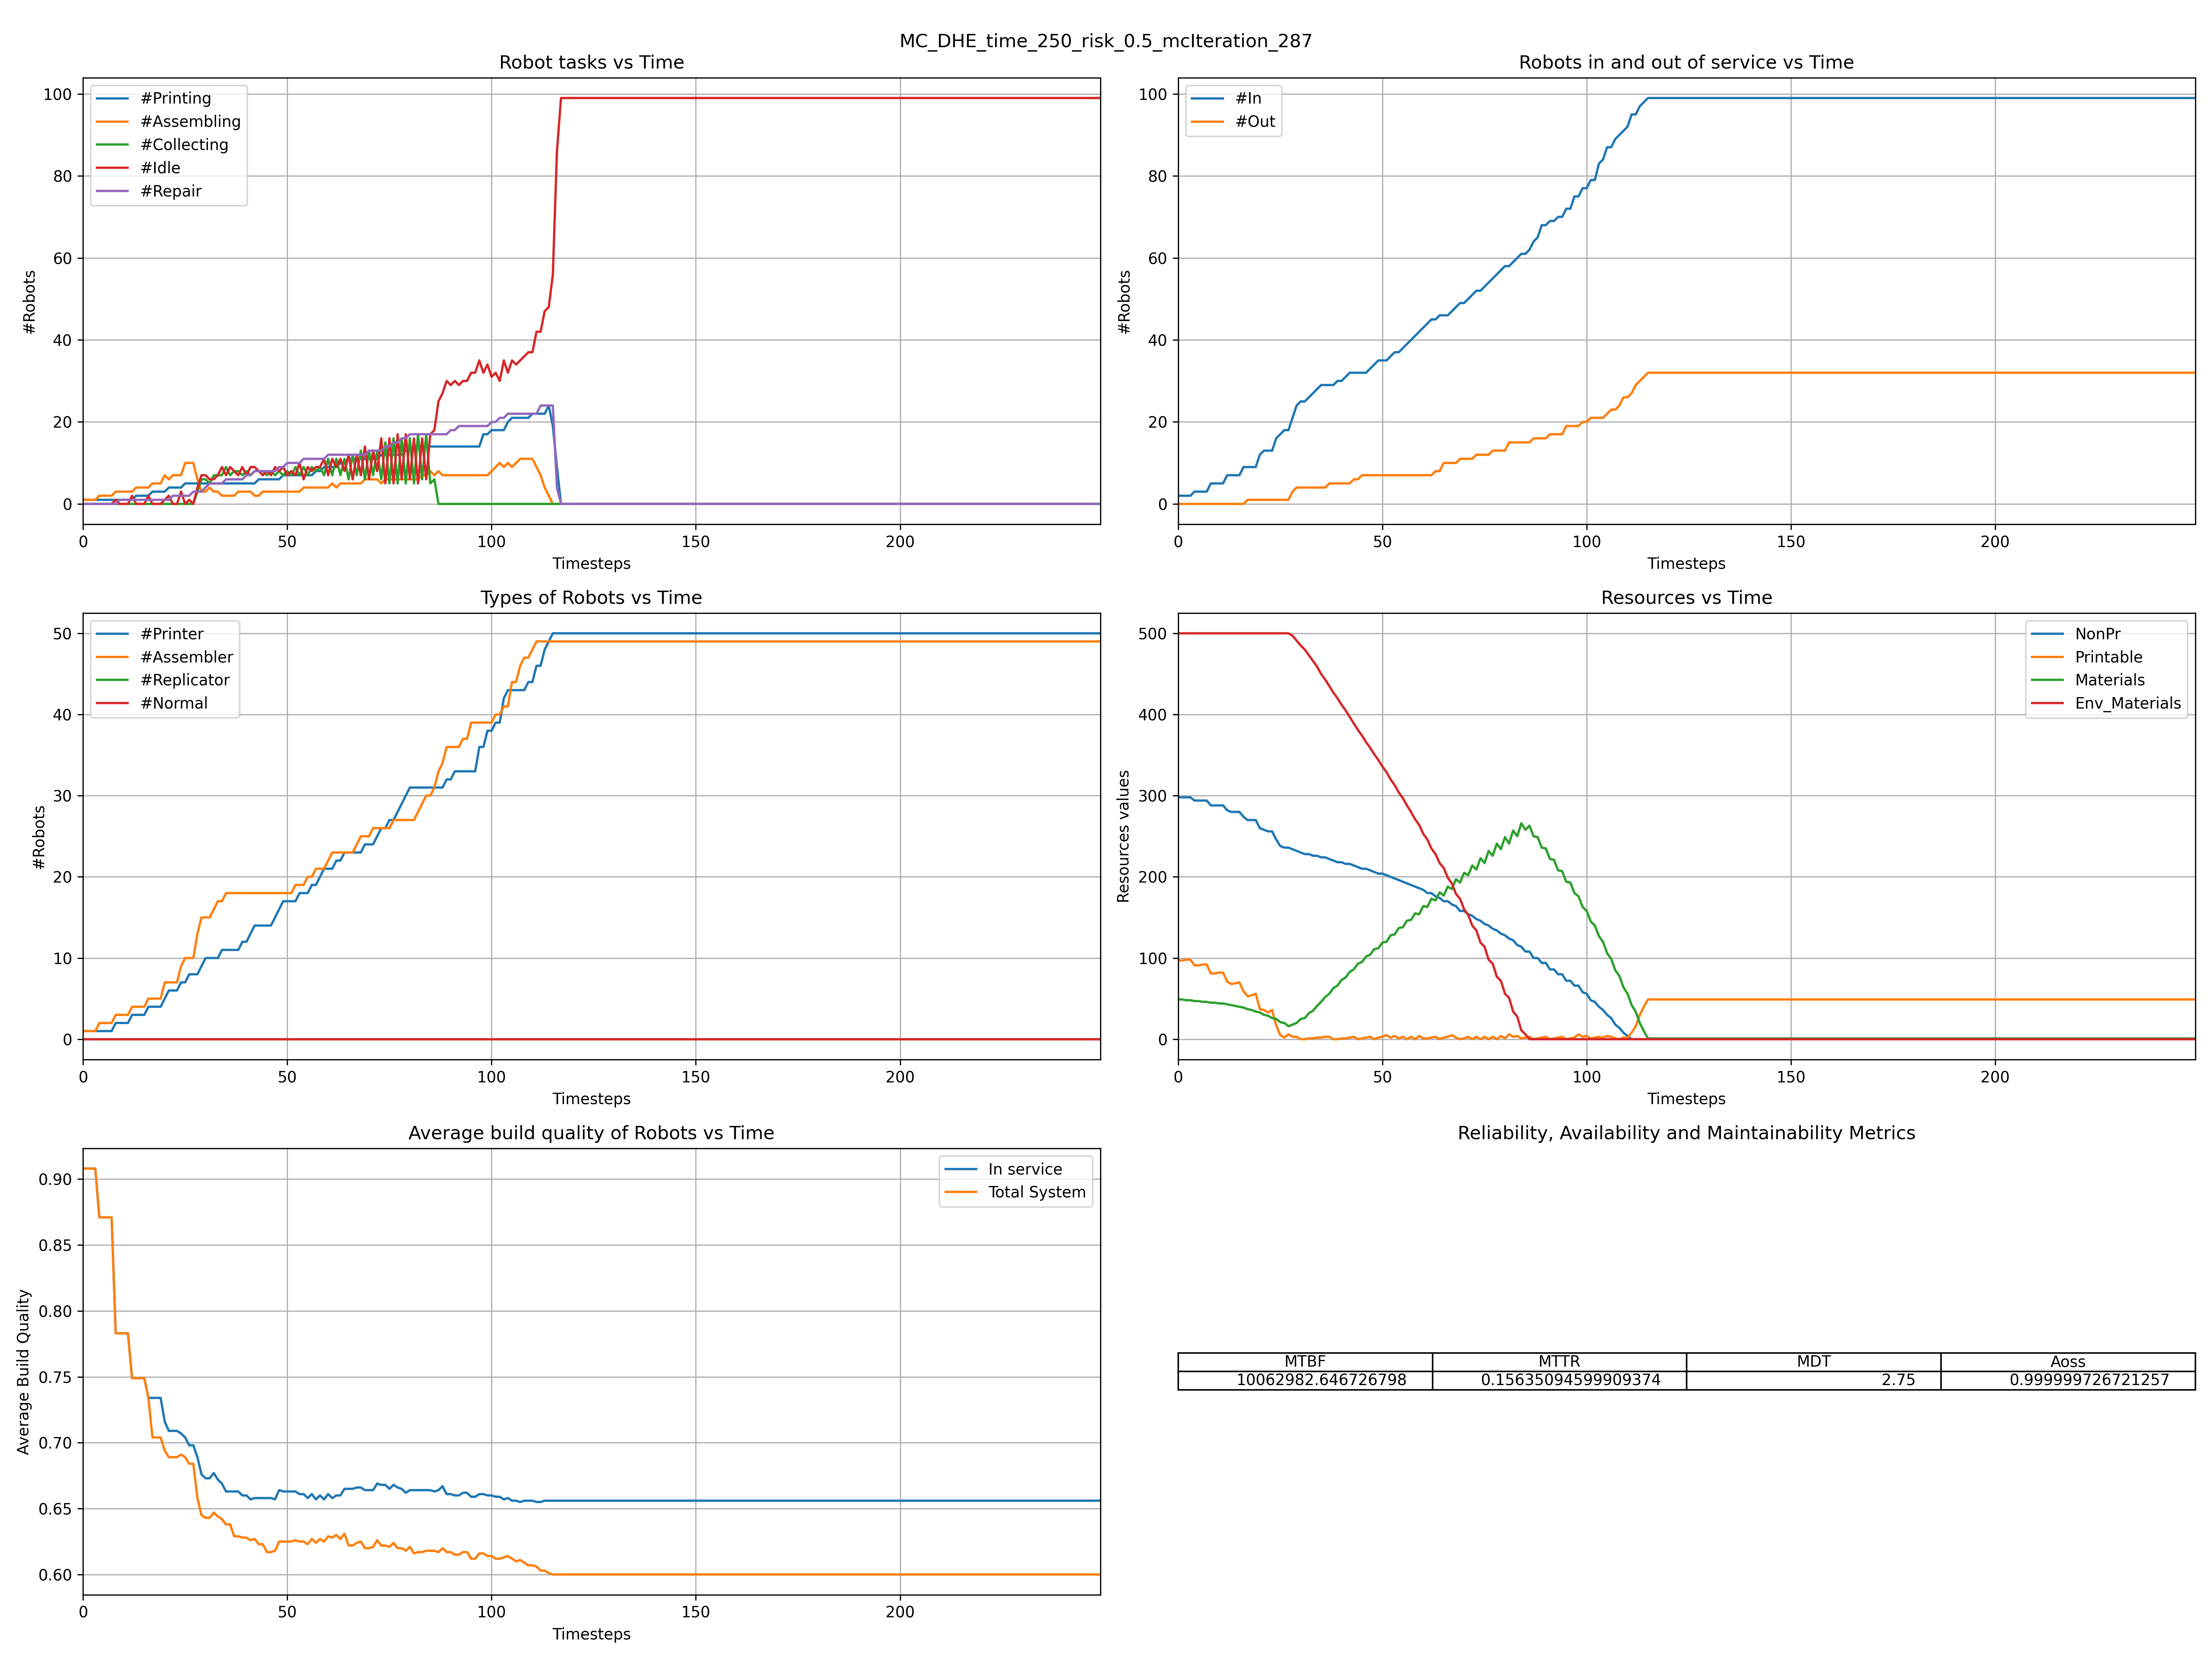 MC_DHE_time_250_risk_0.5_mcIteration_287
Robot tasks vs Time
#Robots
100
80
60
40
20
0
#Printing
#Assembling
#Collecting
#Idle
#Repair
0 50 100 150 200
Timesteps
Robots in and out of service vs Time
#Robots
100
80
60
40
20
0
#In
#Out
0 50 100 150 200
Timesteps
Types of Robots vs Time
#Robots
50
40
30
20
10
0
#Printer
#Assembler
#Replicator
#Normal
0 50 100 150 200
Timesteps
Resources vs Time
Resources values
500
400
300
200
100
0
NonPr
Printable
Materials
Env_Materials
0 50 100 150 200
Timesteps
Average build quality of Robots vs Time
Average Build Quality
0.90
0.85
0.80
0.75
0.70
0.65
0.60
In service
Total System
0 50 100 150 200
Timesteps
Reliability, Availability and Maintainability Metrics
MTBF MTTR MDT Aoss
10062982.646726798 0.15635094599909374 2.75 0.9999999726721257